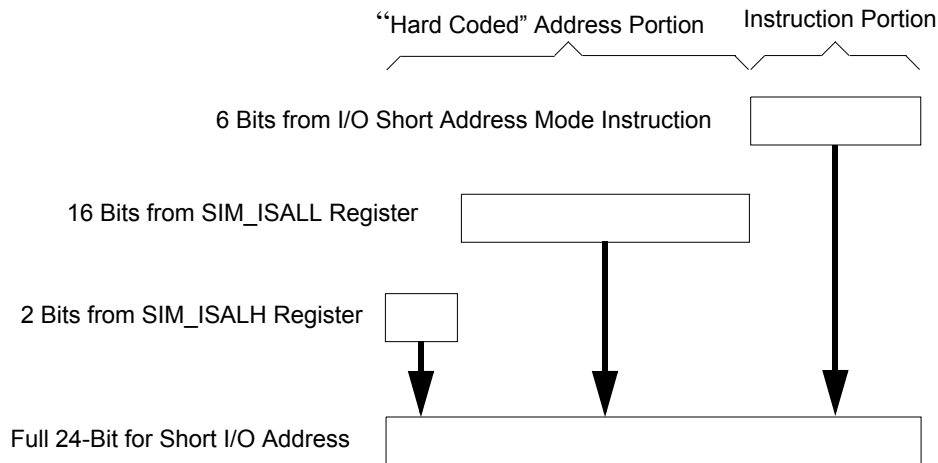 “Hard Coded” Address Portion
Instruction Portion
6 Bits from I/O Short Address Mode Instruction
16 Bits from SIM_ISALL Register
2 Bits from SIM_ISALH Register
Full 24-Bit for Short I/O Address